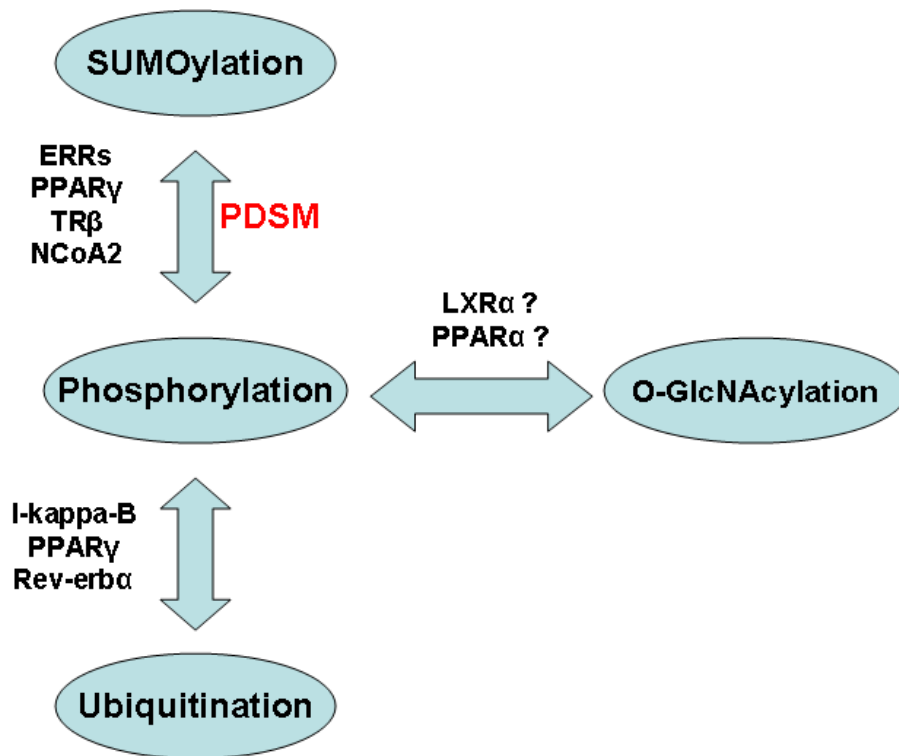 SUMOylation
ERRs
PPARγ
TRβ
NCoA2
PDSM
LXRα ?
PPARα ?
Phosphorylation
O-GlcNAcylation
I-kappa-B
PPARγ
Rev-erbα
Ubiquitination